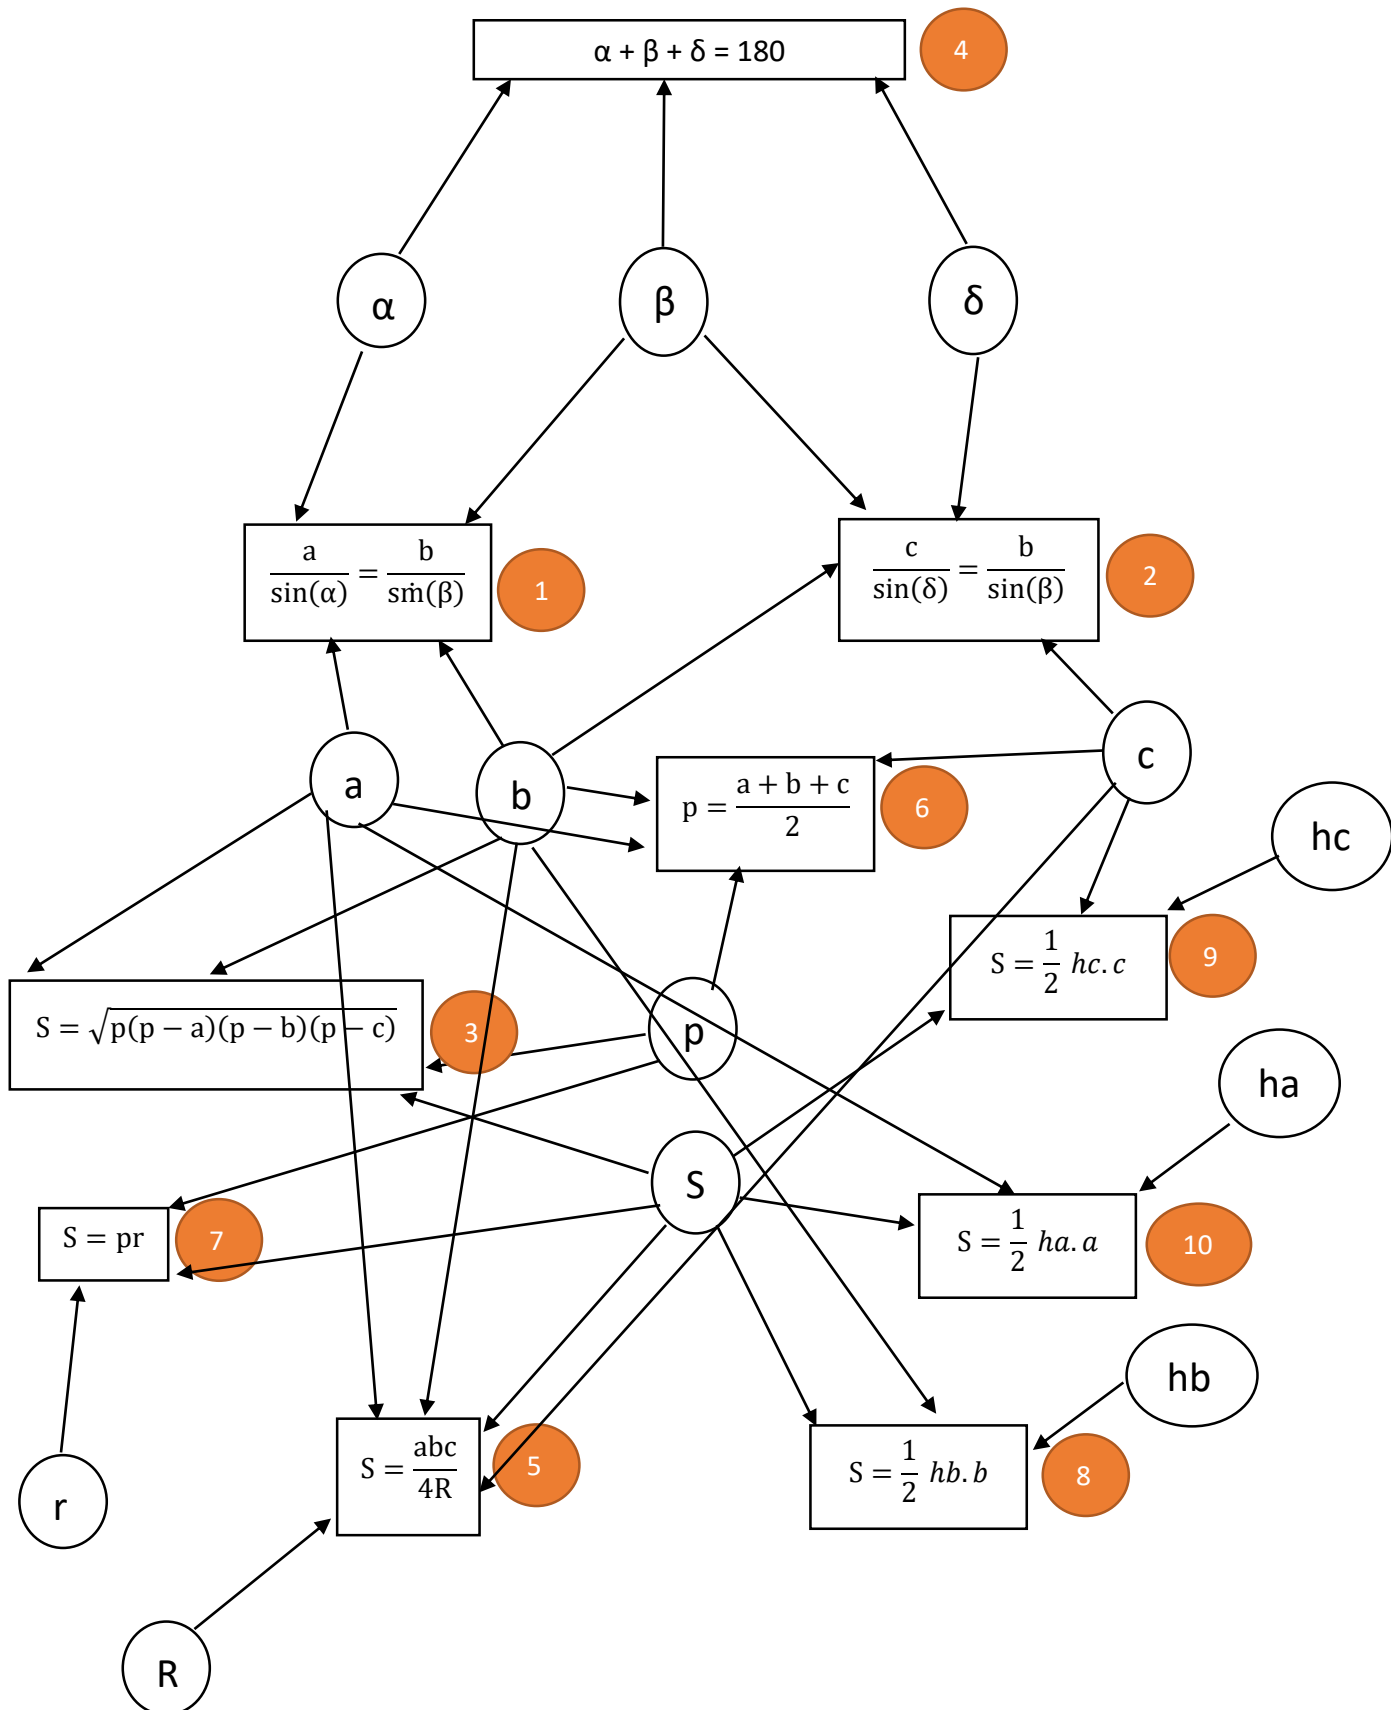 α + β + δ = 180
4
α
β
δ
a/sin(α) = b/sṁ(β)
1
c/sin(δ) = b/sin(β)
2
a
b
c
p = (a + b + c)/2
6
hc
S = 1/2 hc. c
9
S = √p(p − a)(p − b)(p − c)
3
p
ha
S
S = pr
7
S = 1/2 ha. a
10
hb
S = abc/4R
5
S = 1/2 hb. b
8
r
R